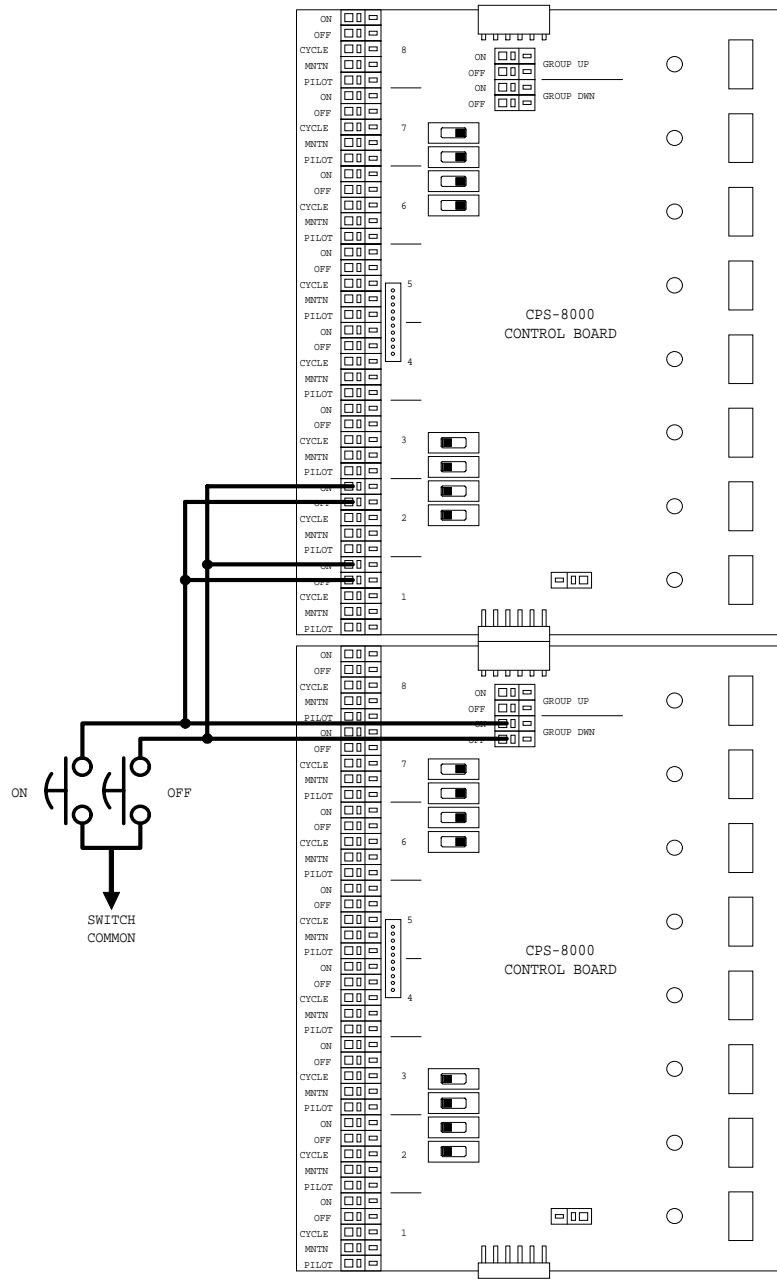 ON
OFF
CYCLE 8
MNTN
PILOT
ON
OFF
CYCLE 7
MNTN
PILOT
ON
OFF
CYCLE 6
MNTN
PILOT
ON
OFF
CYCLE 5
MNTN
PILOT
ON
OFF
CYCLE 4
MNTN
PILOT
ON
OFF
CYCLE 3
MNTN
PILOT
ON
OFF
CYCLE 2
MNTN
PILOT
ON
OFF
CYCLE 1
MNTN
PILOT
ON
OFF
GROUP UP
ON
OFF
GROUP DWN
CPS-8000
CONTROL BOARD
ON
OFF
CYCLE 8
MNTN
PILOT
ON
OFF
CYCLE 7
MNTN
PILOT
ON
OFF
CYCLE 6
MNTN
PILOT
ON
OFF
CYCLE 5
MNTN
PILOT
ON
OFF
CYCLE 4
MNTN
PILOT
ON
OFF
CYCLE 3
MNTN
PILOT
ON
OFF
CYCLE 2
MNTN
PILOT
ON
OFF
CYCLE 1
MNTN
PILOT
ON
OFF
GROUP UP
ON
OFF
GROUP DWN
CPS-8000
CONTROL BOARD
ON
OFF
SWITCH
COMMON